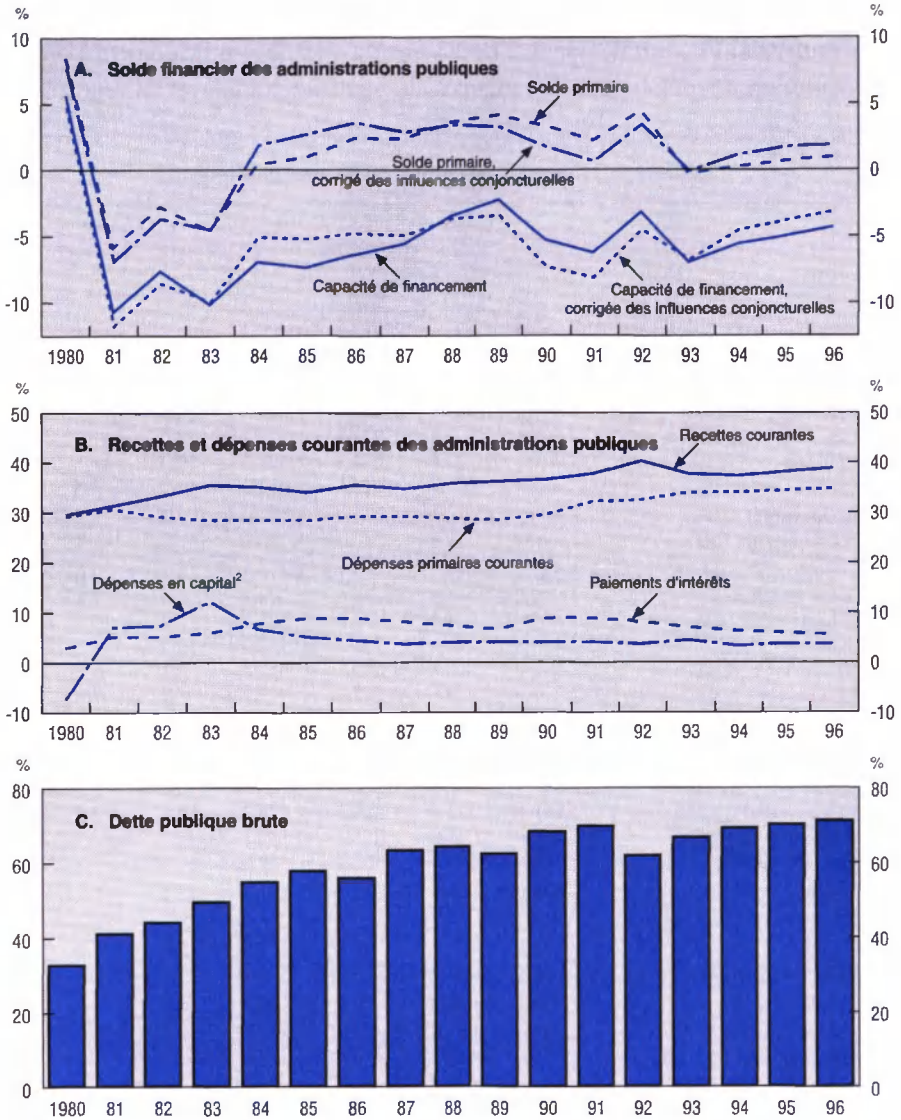 % %
10 10
A. Solde financier des administrations publiques
Solde primaire
5 5
Solde primaire,
corrigé des influences conjoncturelles
0 0
-5 -5
Capacité de financement
Capacité de financement,
corrigée des influences conjoncturelles
-10 -10
1980 81 82 83 84 85 86 87 88 89 90 91 92 93 94 95 96
% %
50 50
B. Recettes et dépenses courantes des administrations publiques
Recettes courantes
40 40
30 30
Dépenses primaires courantes
20 20
Dépenses en capital²
Paiements d'intérêts
10 10
0 0
-10 -10
1980 81 82 83 84 85 86 87 88 89 90 91 92 93 94 95 96
% %
80 80
C. Dette publique brute
60 60
40 40
20 20
0 0
1980 81 82 83 84 85 86 87 88 89 90 91 92 93 94 95 96